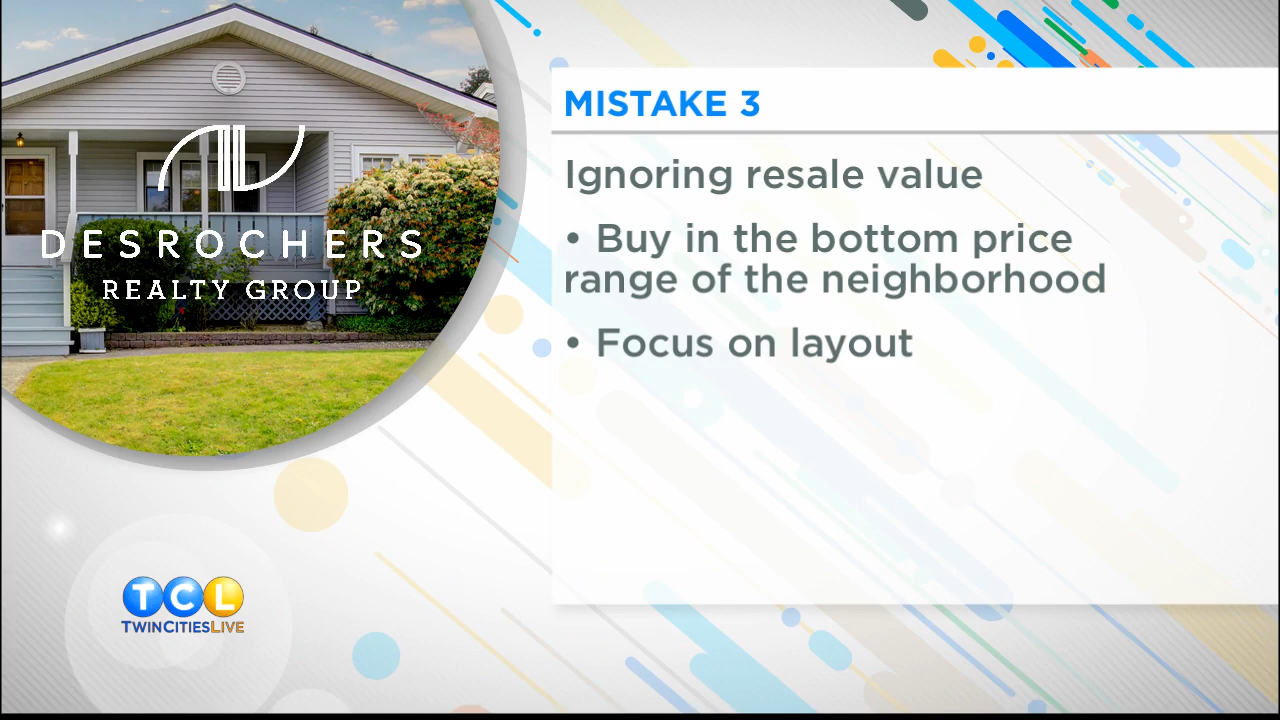 DESROCHERS
REALTY GROUP
MISTAKE 3
Ignoring resale value
• Buy in the bottom price
range of the neighborhood
• Focus on layout
TCL
TWINCITIESLIVE